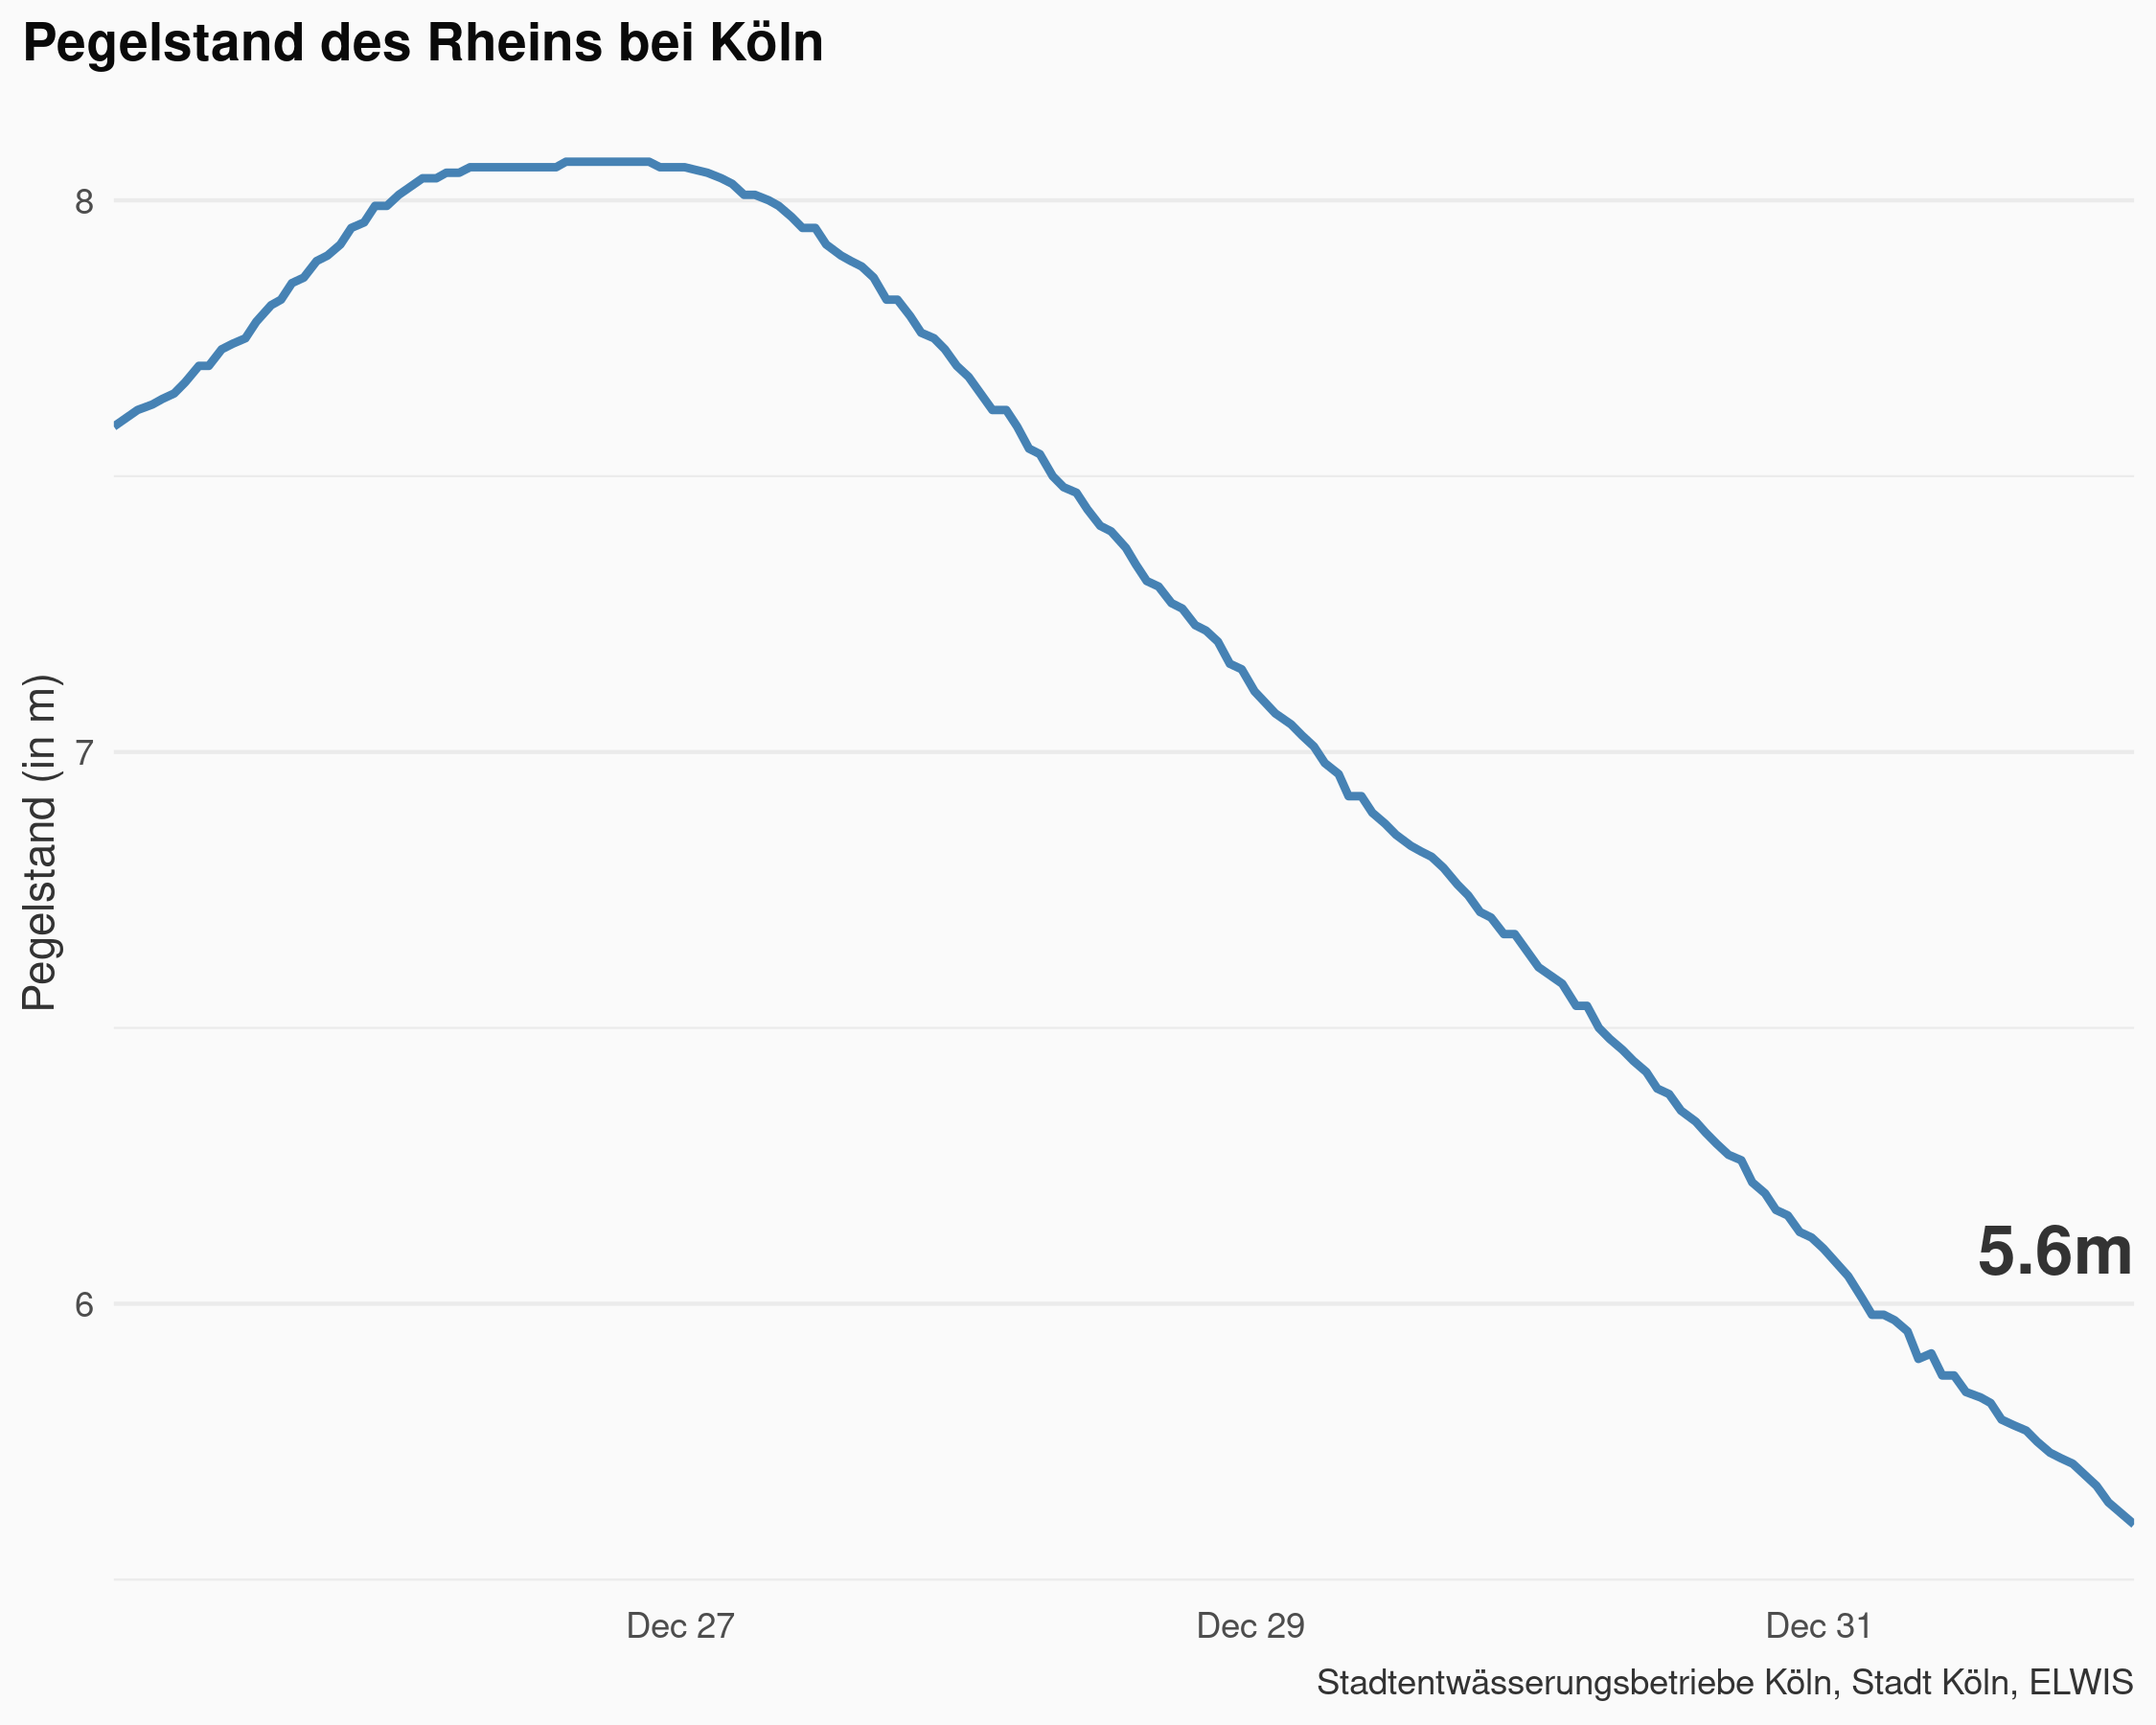 Pegelstand des Rheins bei Köln
Pegelstand (in m)
8
7
6
5.6m
Dec 27
Dec 29
Dec 31
Stadtentwässerungsbetriebe Köln, Stadt Köln, ELWIS